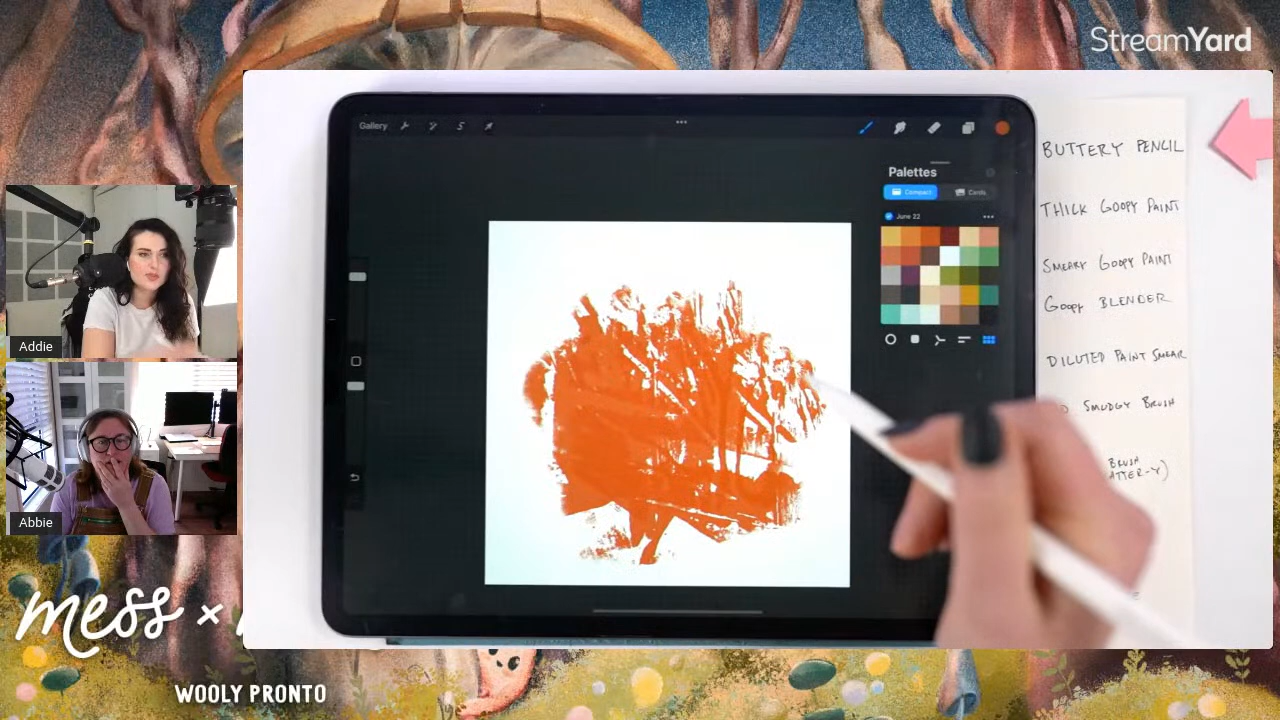 StreamYard
Gallery
Palettes
Compact
Cards
June 22
BUTTERY PENCIL
THICK GOOPY PAINT
SMEARY GOOPY PAINT
GOOPY BLENDER
DILUTED PAINT SMEAR
SMUDGY BRUSH
BRUSH
Addie
Abbie
mess ×
WOOLY PRONTO